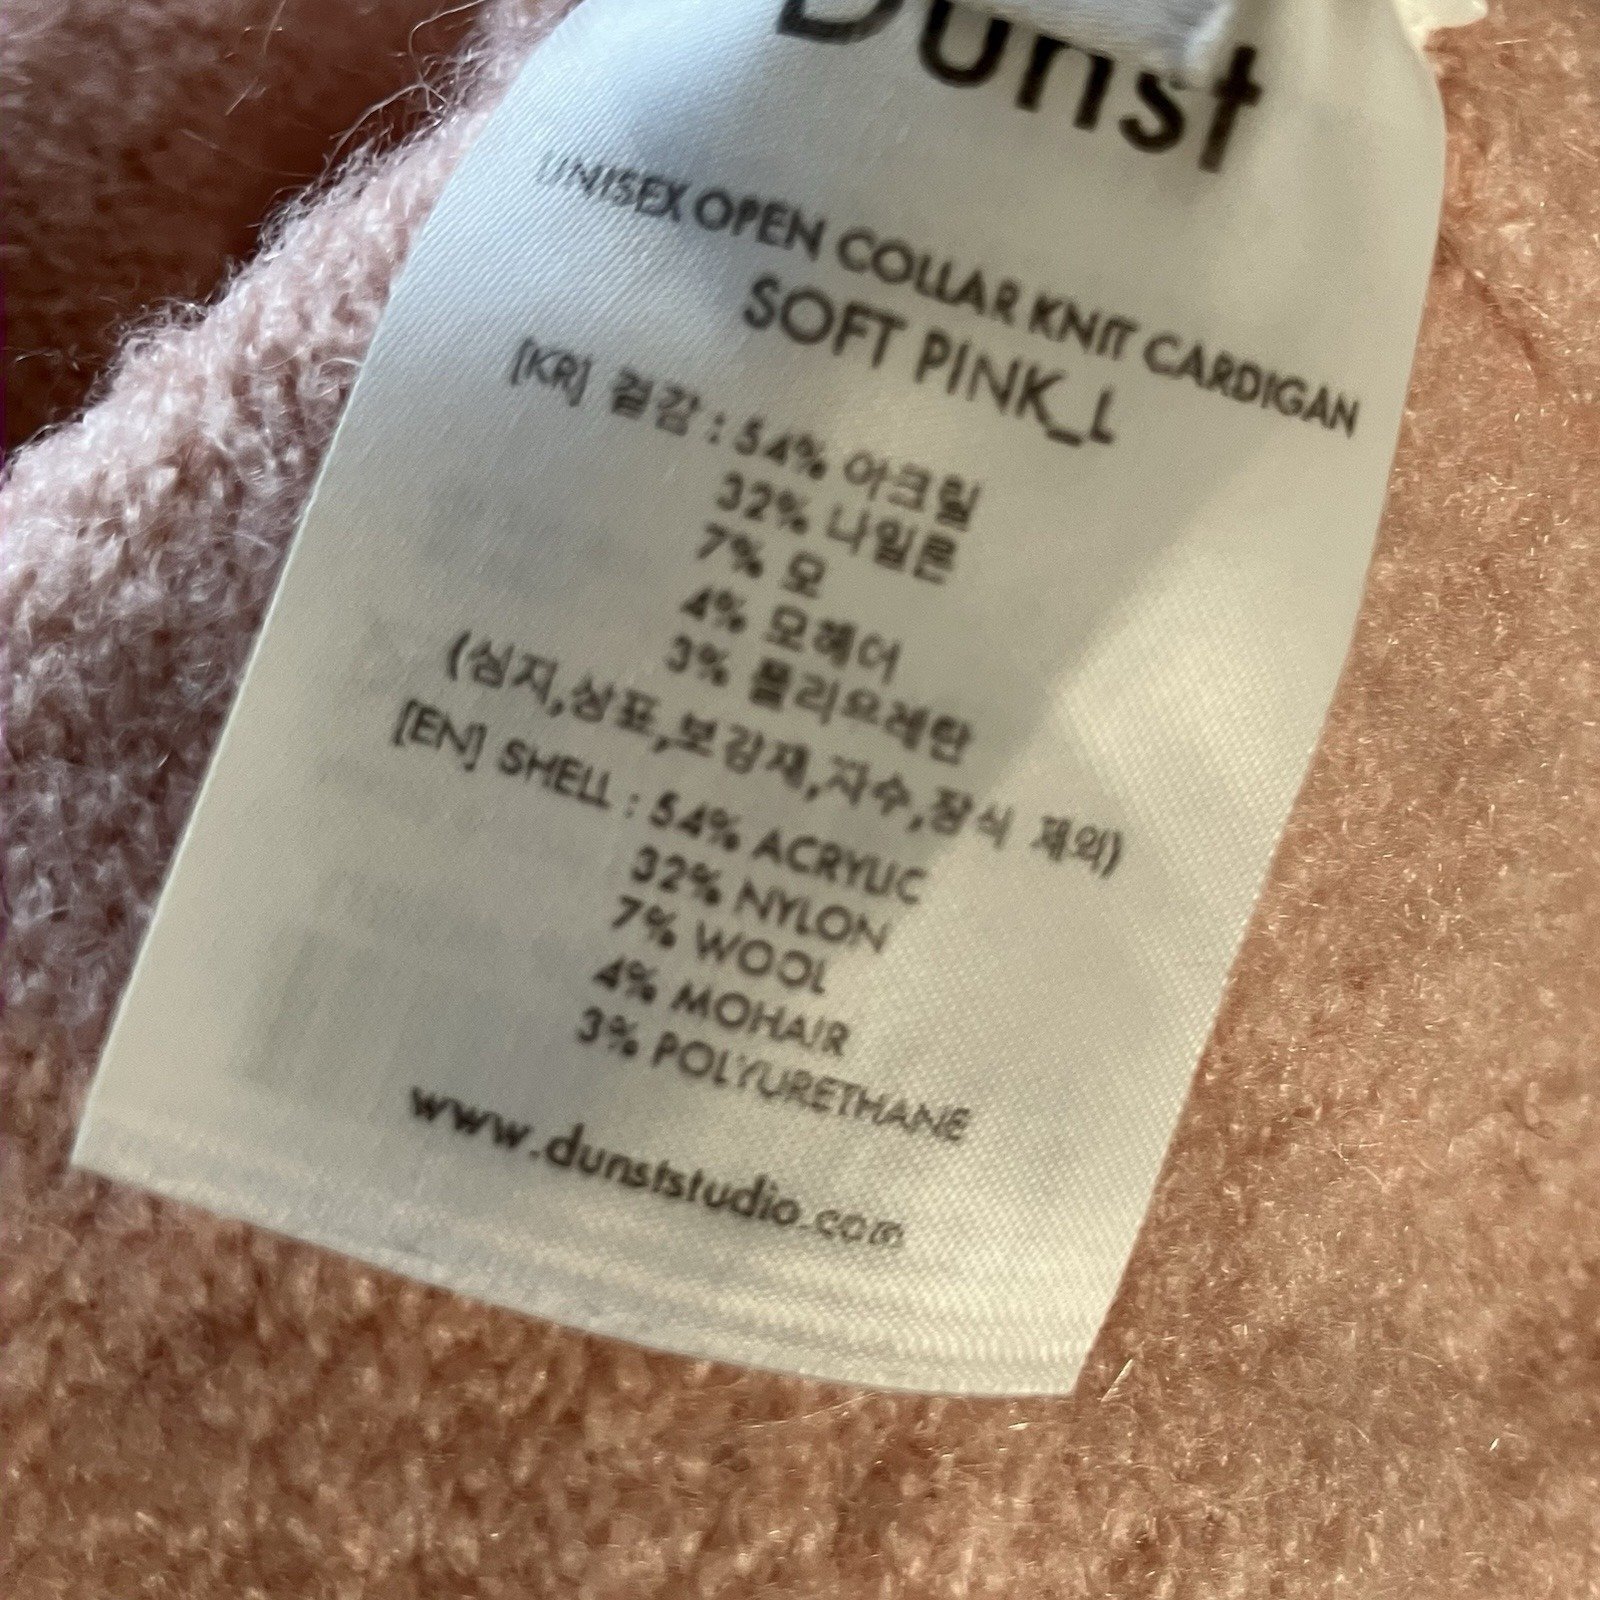 Dunst
UNISEX OPEN COLLAR KNIT CARDIGAN
SOFT PINK_L
[KR] 겉감 : 54% 아크릴
32% 나일론
7% 모
4% 모헤어
3% 폴리우레탄
(심지,상표,보강재,자수,장식 제외)
[EN] SHELL : 54% ACRYLIC
32% NYLON
7% WOOL
4% MOHAIR
3% POLYURETHANE
www.dunststudio.com